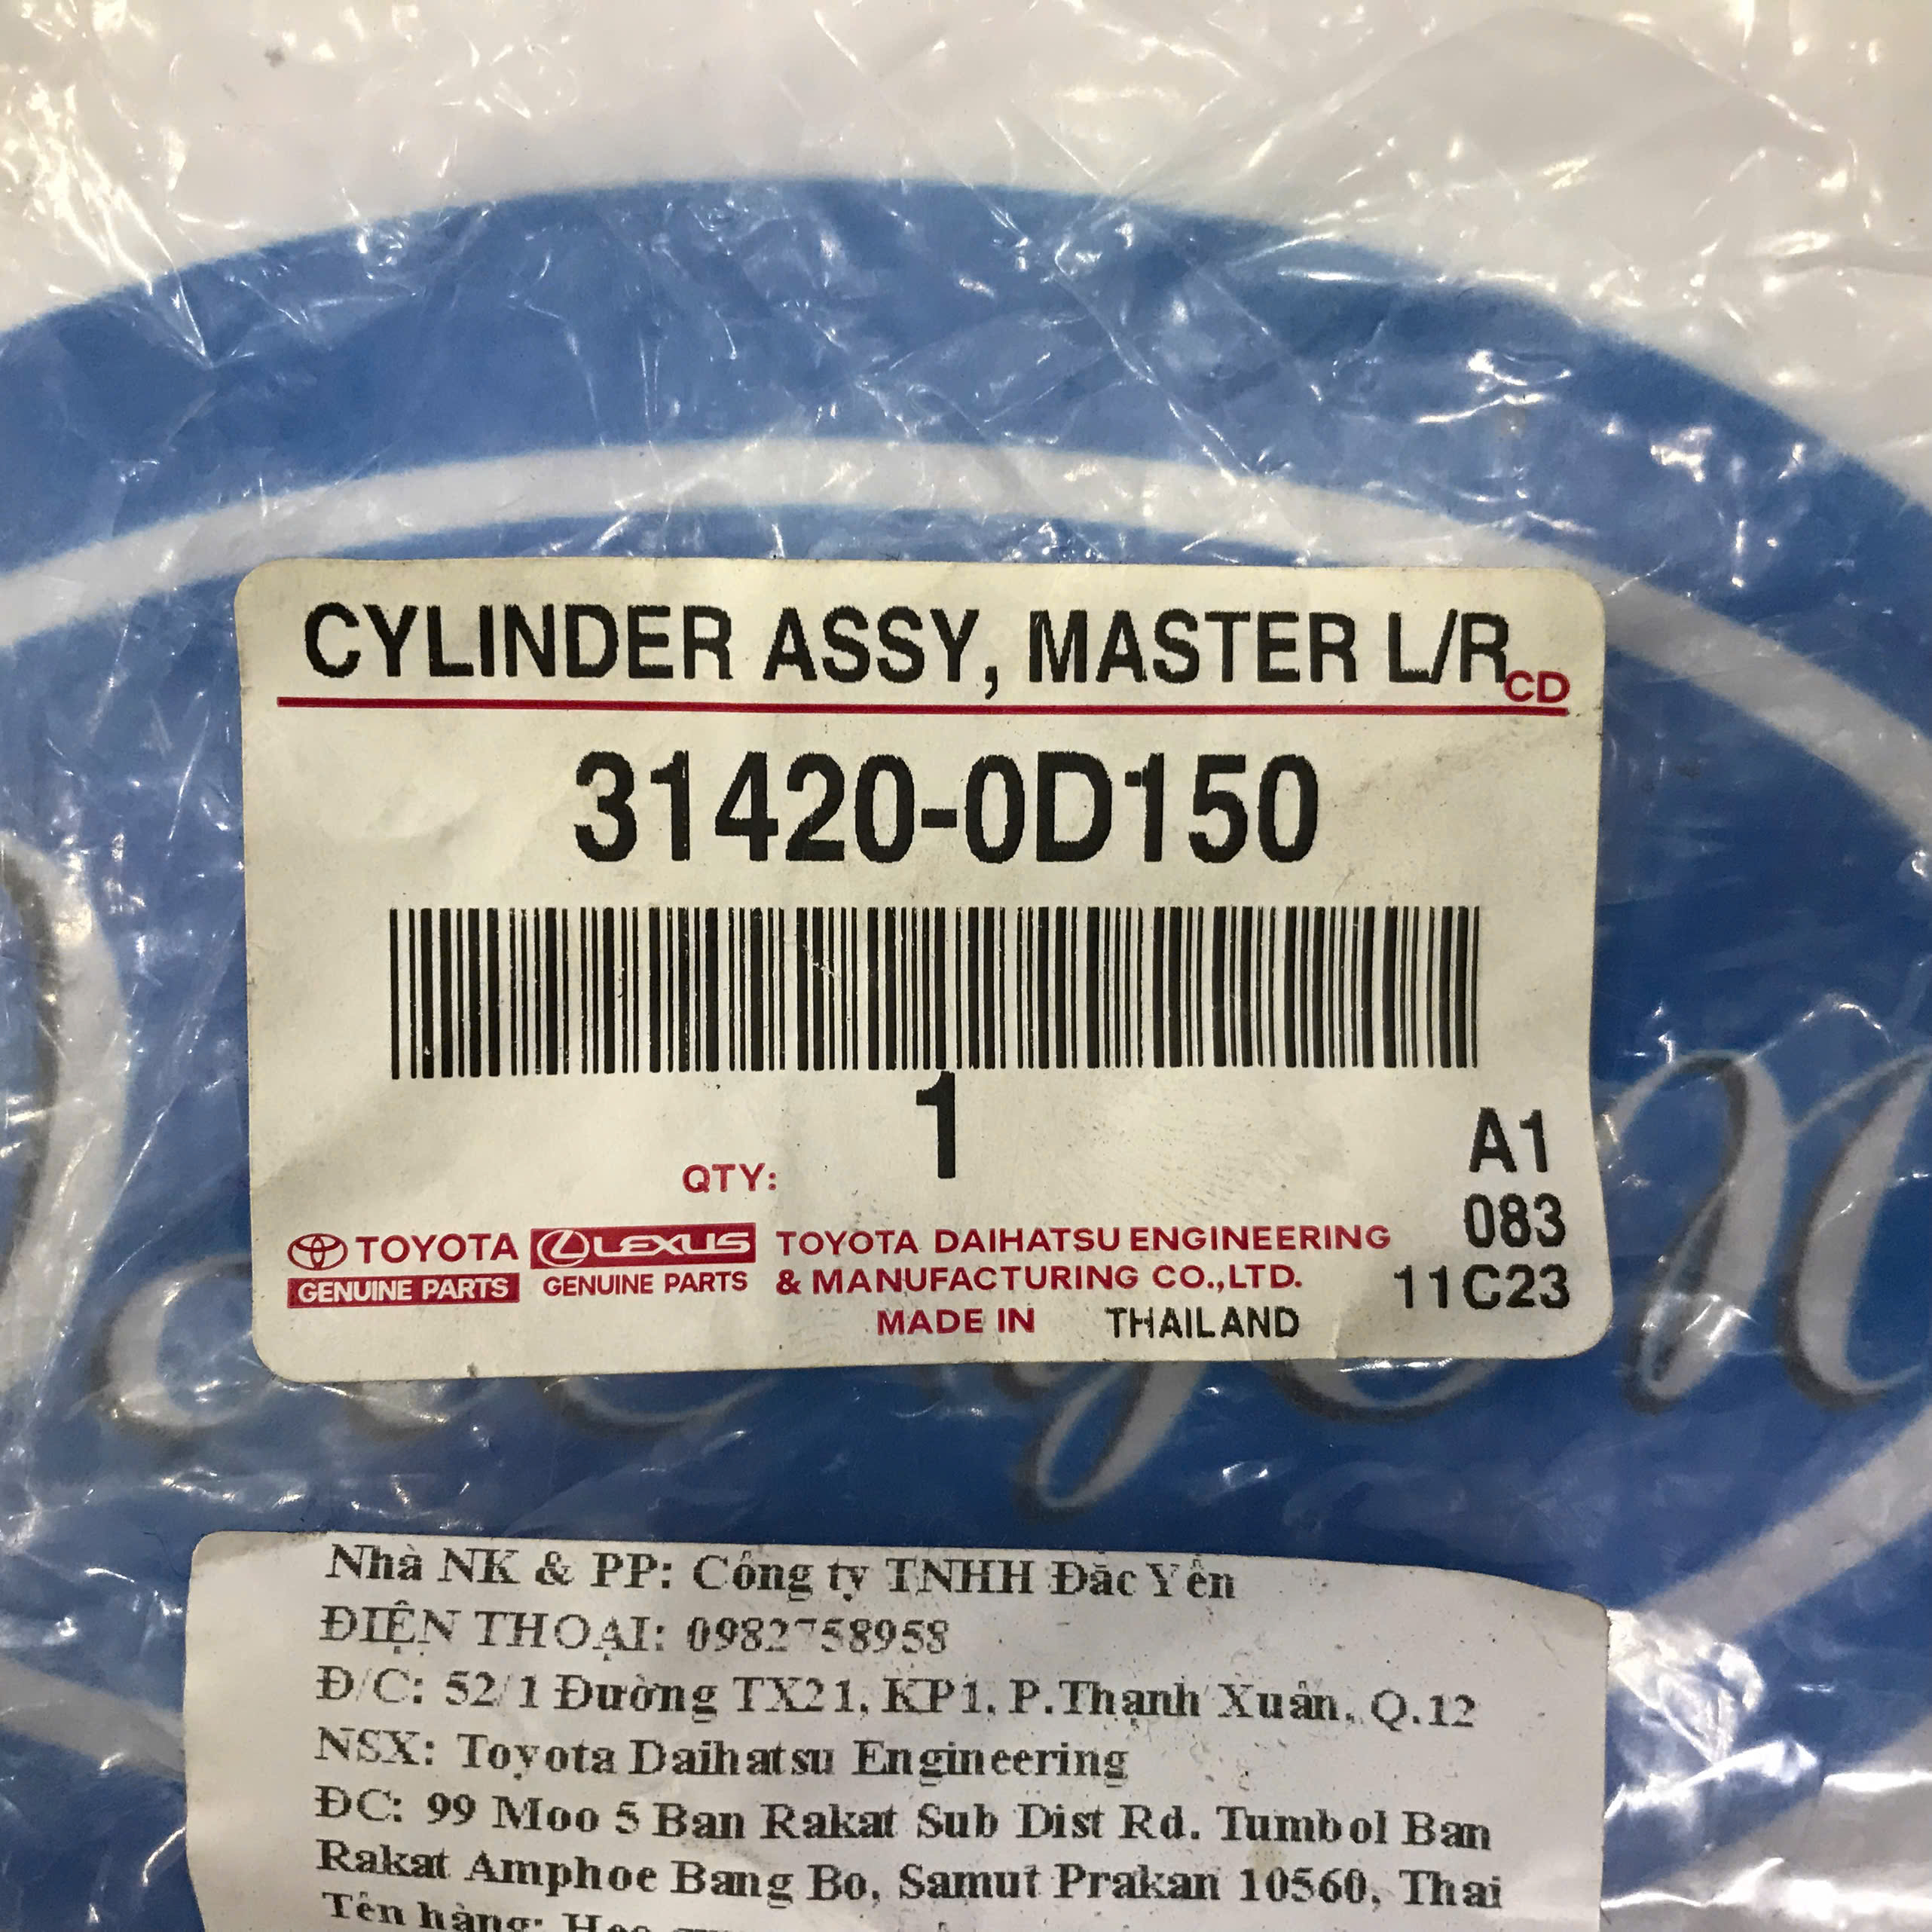 CYLINDER ASSY, MASTER L/R CD
31420-0D150
1
QTY:
A1
083
11C23
TOYOTA
GENUINE PARTS
LEXUS
GENUINE PARTS
TOYOTA DAIHATSU ENGINEERING
& MANUFACTURING CO.,LTD.
MADE IN THAILAND
Nhà NK & PP: Công ty TNHH Đắc Yên
ĐIỆN THOẠI: 0982758958
Đ/C: 52/1 Đường TX21, KP1, P.Thạnh Xuân, Q.12
NSX: Toyota Daihatsu Engineering
ĐC: 99 Moo 5 Ban Rakat Sub Dist Rd. Tumbol Ban
Rakat Amphoe Bang Bo, Samut Prakan 10560, Thai
Tên hàng: